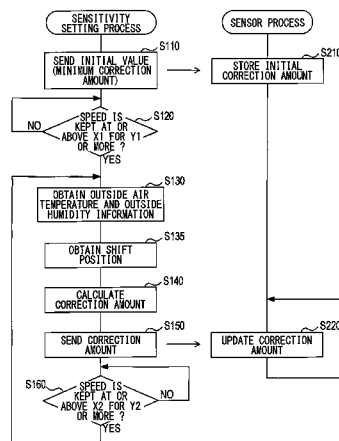 SENSITIVITY
SETTING PROCESS
SENSOR PROCESS
S110
SEND INITIAL VALUE
(MINIMUM CORRECTION
AMOUNT)
S210
STORE INITIAL
CORRECTION AMOUNT
S120
SPEED IS
KEPT AT OR
ABOVE X1 FOR Y1
OR MORE ?
NO
YES
S130
OBTAIN OUTSIDE AIR
TEMPERATURE AND OUTSIDE
HUMIDITY INFORMATION
S135
OBTAIN SHIFT
POSITION
S140
CALCULATE
CORRECTION AMOUNT
S150
SEND CORRECTION
AMOUNT
S220
UPDATE CORRECTION
AMOUNT
S160
SPEED IS
KEPT AT OR
ABOVE X2 FOR Y2
OR MORE ?
NO
YES